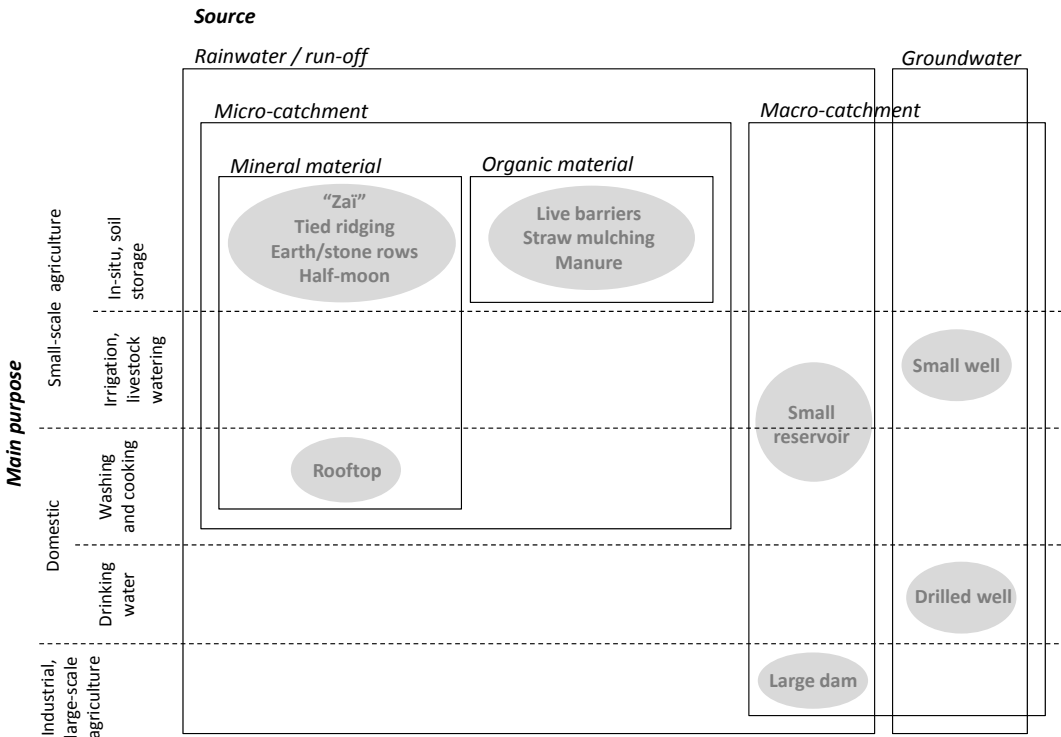 Source
Rainwater / run-off
Groundwater
Micro-catchment
Macro-catchment
Mineral material
Organic material
“Zaï”
Tied ridging
Earth/stone rows
Half-moon
Live barriers
Straw mulching
Manure
Small well
Small
reservoir
Rooftop
Drilled well
Large dam
Main purpose
Small-scale agriculture
In-situ, soil
storage
Irrigation,
livestock
watering
Domestic
Washing
and cooking
Drinking
water
Industrial,
large-scale
agriculture